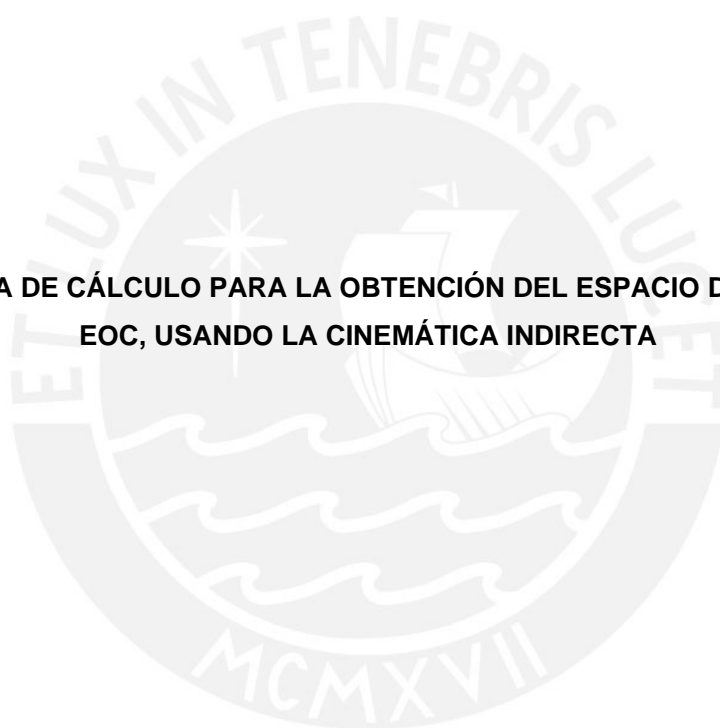 ET LUX IN TENEBRIS LUCET
A DE CÁLCULO PARA LA OBTENCIÓN DEL ESPACIO D
EOC, USANDO LA CINEMÁTICA INDIRECTA
MCMXVII